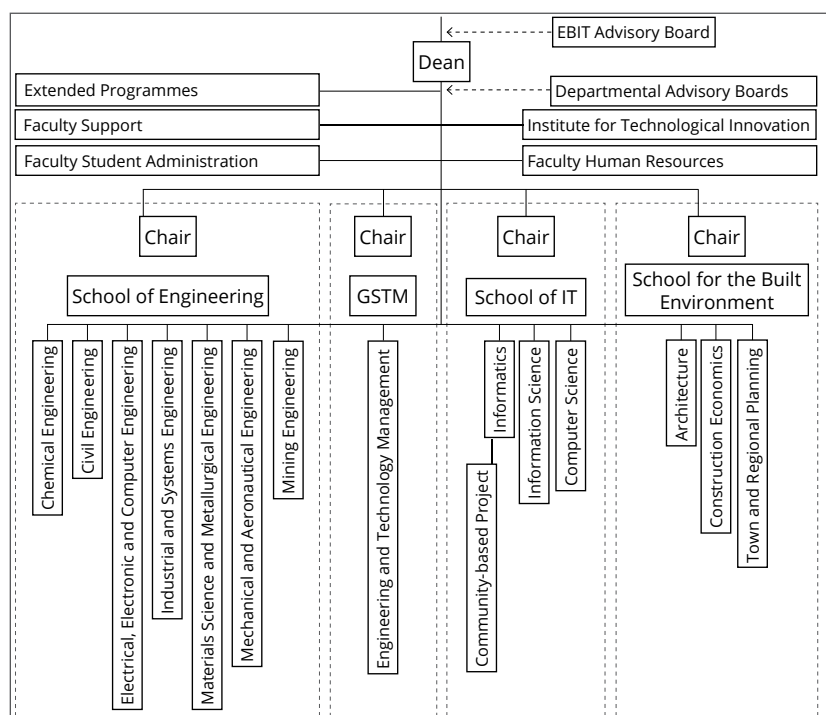 EBIT Advisory Board
Dean
Extended Programmes
Departmental Advisory Boards
Faculty Support
Institute for Technological Innovation
Faculty Student Administration
Faculty Human Resources
Chair
Chair
Chair
Chair
School of Engineering
GSTM
School of IT
School for the Built
Environment
Chemical Engineering
Civil Engineering
Electrical, Electronic and Computer Engineering
Industrial and Systems Engineering
Materials Science and Metallurgical Engineering
Mechanical and Aeronautical Engineering
Mining Engineering
Engineering and Technology Management
Community-based Project
Informatics
Information Science
Computer Science
Architecture
Construction Economics
Town and Regional Planning